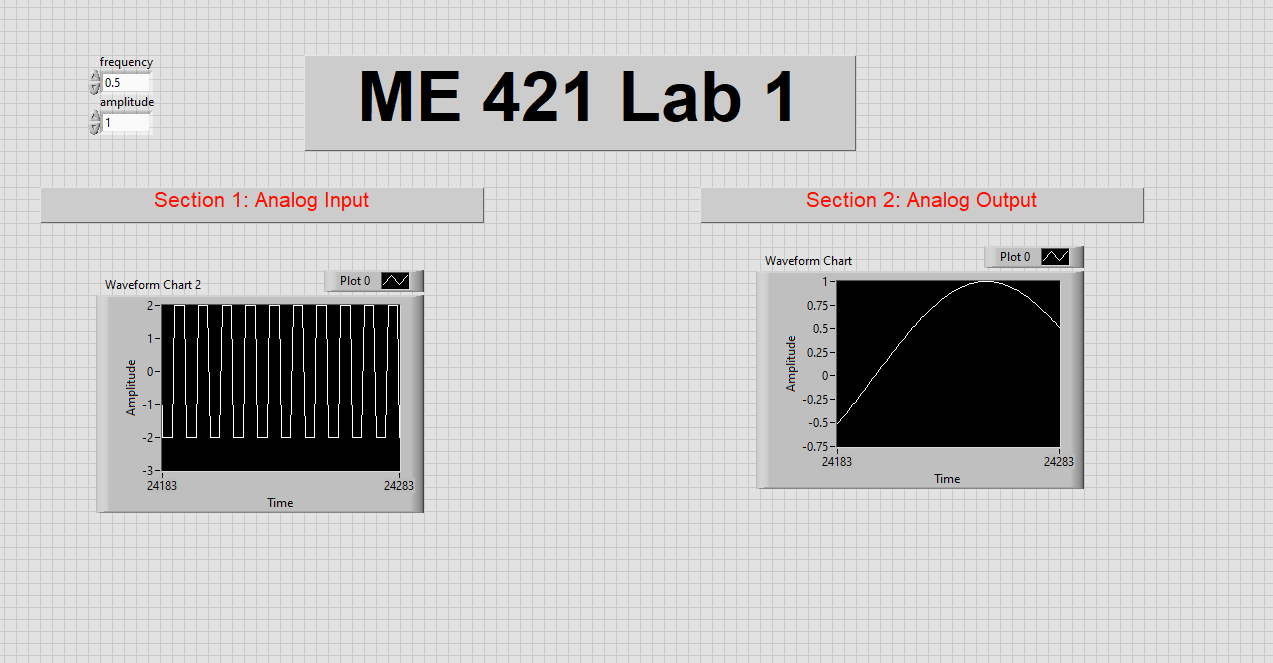 frequency
0.5
amplitude
1
ME 421 Lab 1
Section 1: Analog Input
Section 2: Analog Output
Waveform Chart 2
Plot 0
2
1
0
-1
-2
-3
Amplitude
24183
24283
Time
Waveform Chart
Plot 0
1
0.75
0.5
0.25
0
-0.25
-0.5
-0.75
Amplitude
24183
24283
Time